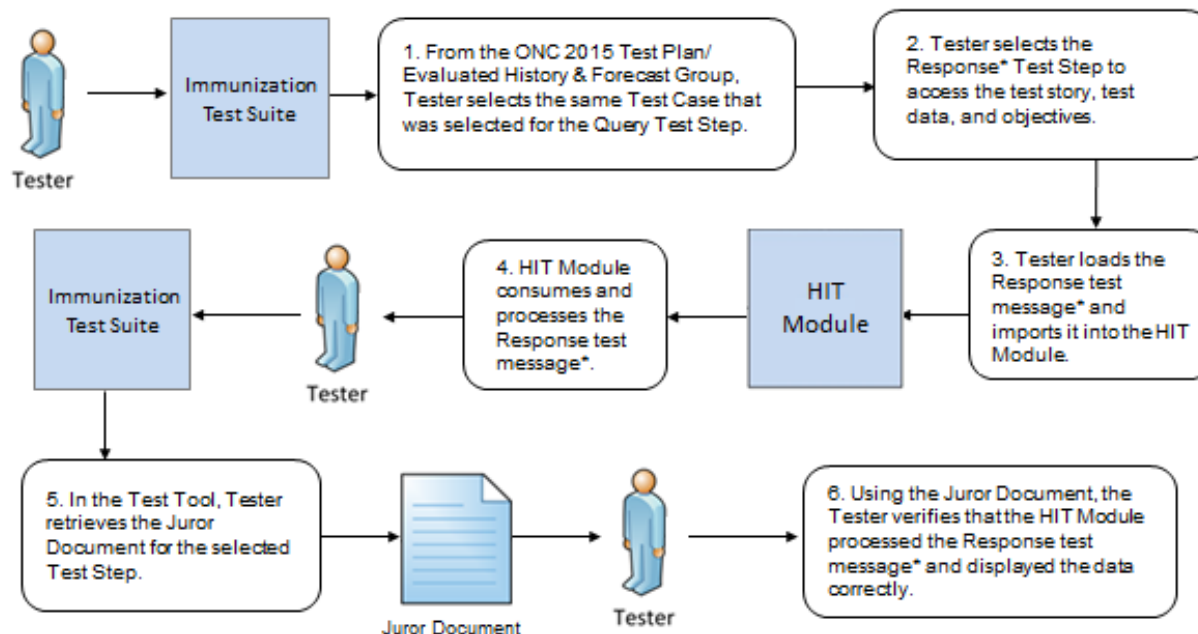 Tester
Immunization
Test Suite
1. From the ONC 2015 Test Plan/
Evaluated History & Forecast Group,
Tester selects the same Test Case that
was selected for the Query Test Step.
2. Tester selects the
Response* Test Step to
access the test story, test
data, and objectives.
3. Tester loads the
Response test
message* and
imports it into the HIT
Module.
HIT
Module
4. HIT Module
consumes and
processes the
Response test
message*.
Tester
Immunization
Test Suite
5. In the Test Tool, Tester
retrieves the Juror
Document for the selected
Test Step.
Juror Document
Tester
6. Using the Juror Document, the
Tester verifies that the HIT Module
processed the Response test
message* and displayed the data
correctly.